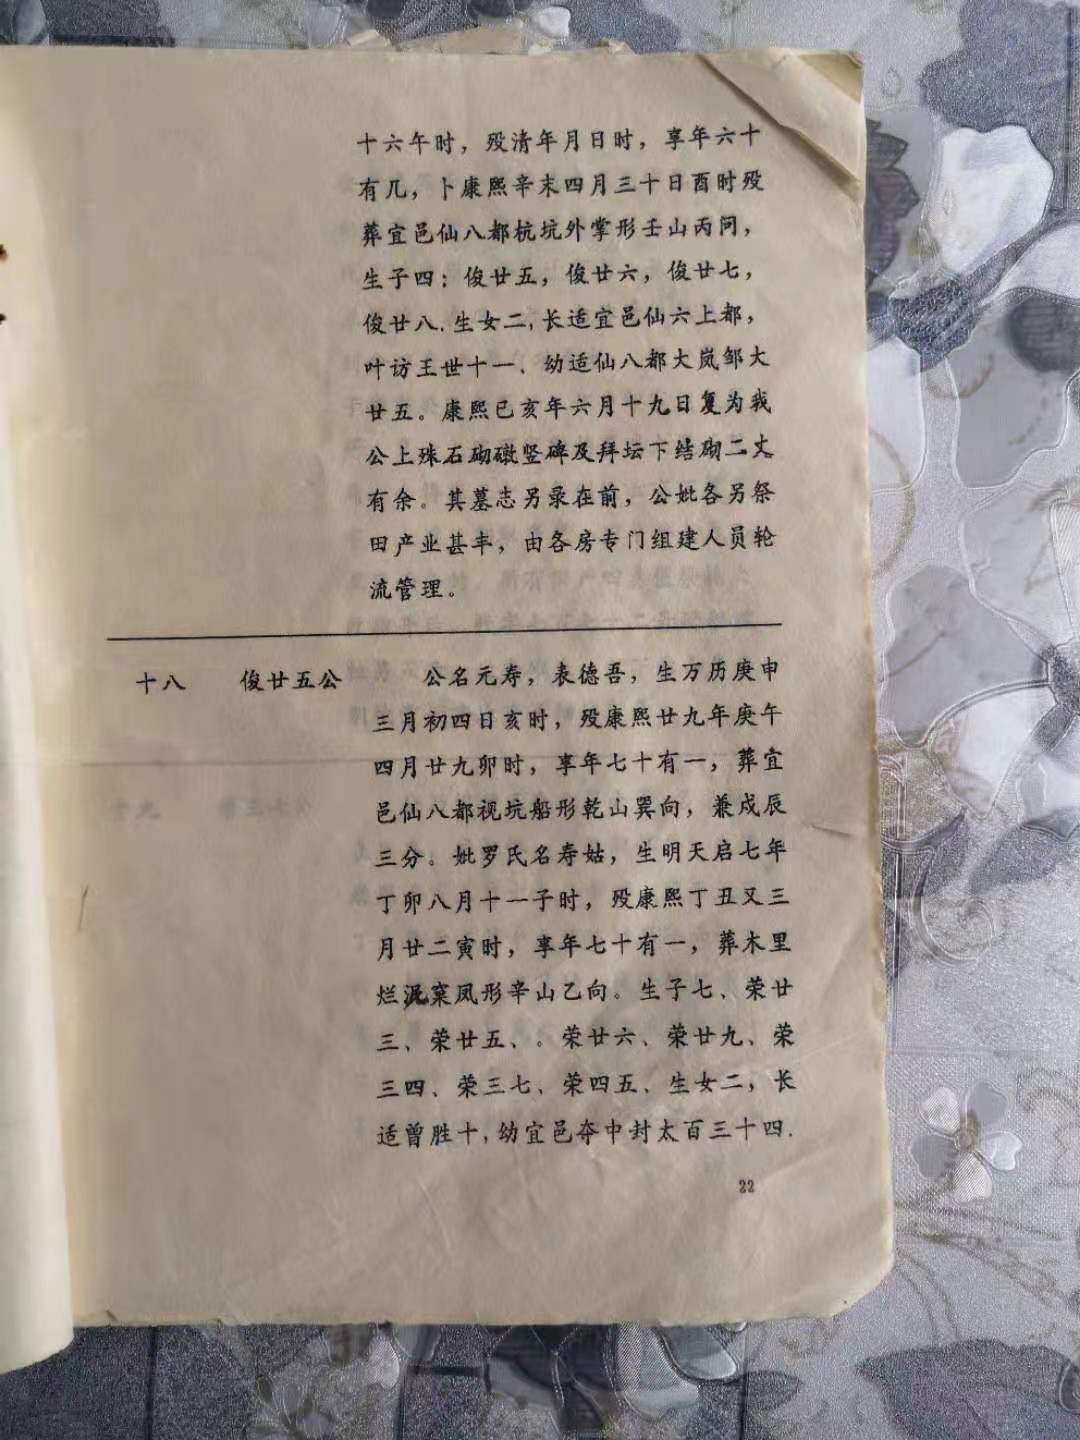 十六午时，殁清年月日时，享年六十
有几，卜康熙辛末四月三十日酉时殁
葬宜邑仙八都杭坑外掌形壬山丙问，
生子四：俊廿五，俊廿六，俊廿七，
俊廿八.生女二,长适宜邑仙六上都，
叶访王世十一、幼适仙八都大岚邹大
廿五。康熙已亥年六月十九日复为我
公上殊石砌礅竖碑及拜坛下结砌二丈
有余。其墓志另录在前，公妣各另祭
田产业甚丰，由各房专门组建人员轮
流管理。
十八 俊廿五公 公名元寿，表德吾，生万历庚申
三月初四日亥时，殁康熙廿九年庚午
四月廿九卯时，享年七十有一，葬宜
邑仙八都视坑船形乾山巽向，兼戍辰
三分。妣罗氏名寿姑，生明天启七年
丁卯八月十一子时，殁康熙丁丑又三
月廿二寅时，享年七十有一，葬木里
烂泥窠凤形辛山乙向。生子七、荣廿
三、荣廿五、。荣廿六、荣廿九、荣
三四、荣三七、荣四五、生女二，长
适曾胜十,幼宜邑夺中封太百三十四.
22